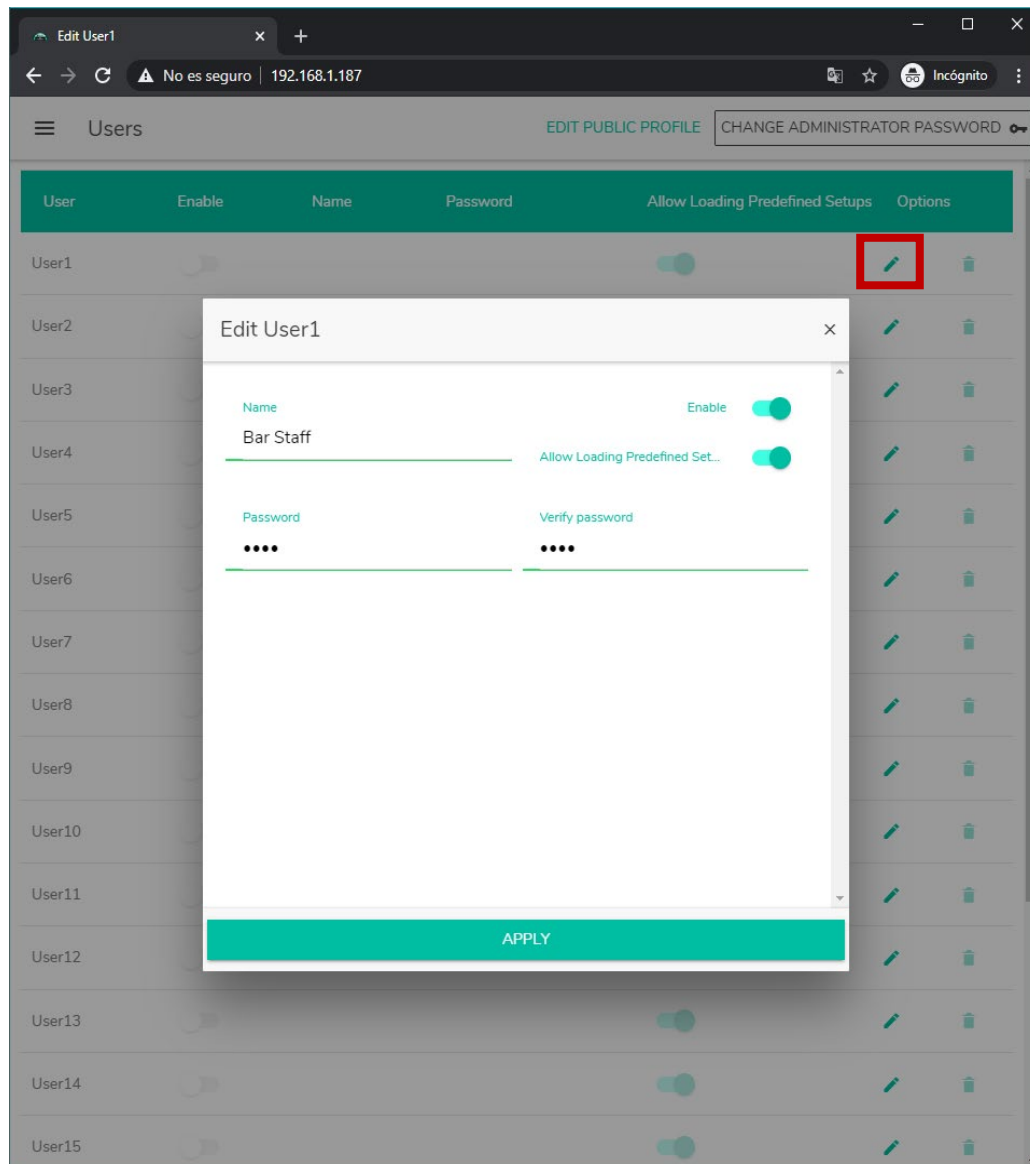 Edit User1
No es seguro 192.168.1.187 Incógnito
Users EDIT PUBLIC PROFILE CHANGE ADMINISTRATOR PASSWORD
User Enable Name Password Allow Loading Predefined Setups Options
User1
User2
Edit User1
User3
Name Enable
Bar Staff
User4
Allow Loading Predefined Set...
User5
Password Verify password
•••• ••••
User6
User7
User8
User9
User10
User11
APPLY
User12
User13
User14
User15